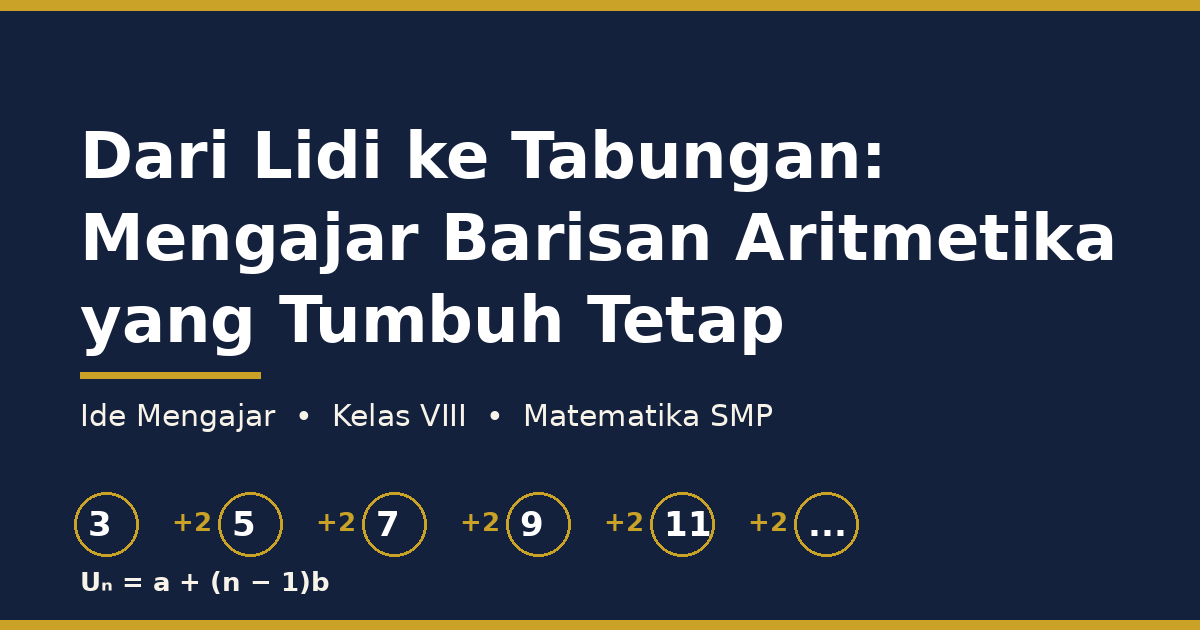 Dari Lidi ke Tabungan:
Mengajar Barisan Aritmetika
yang Tumbuh Tetap
Ide Mengajar • Kelas VIII • Matematika SMP
3 +2 5 +2 7 +2 9 +2 11 +2 ...
Uₙ = a + (n − 1)b